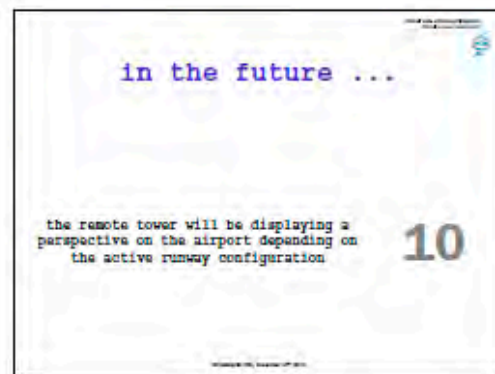 in the future ...
the remote tower will be displaying a
perspective on the airport depending on
the active runway configuration
10